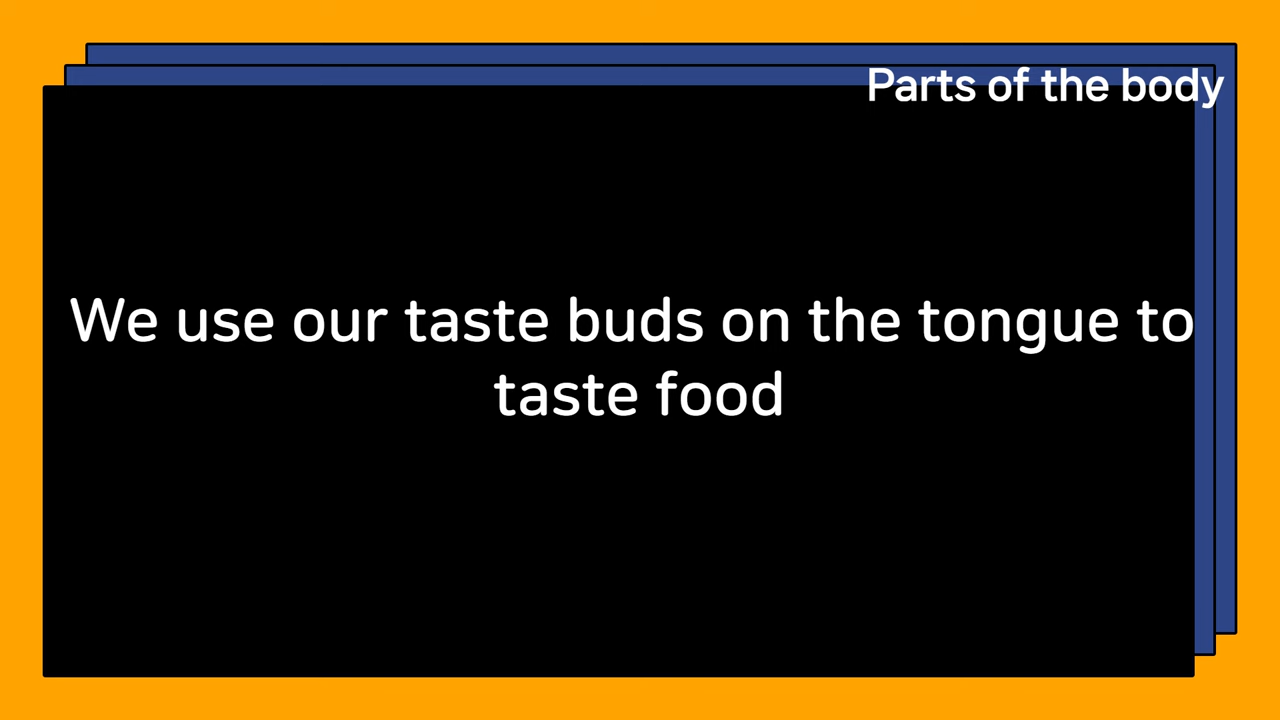 Parts of the body
We use our taste buds on the tongue to
taste food